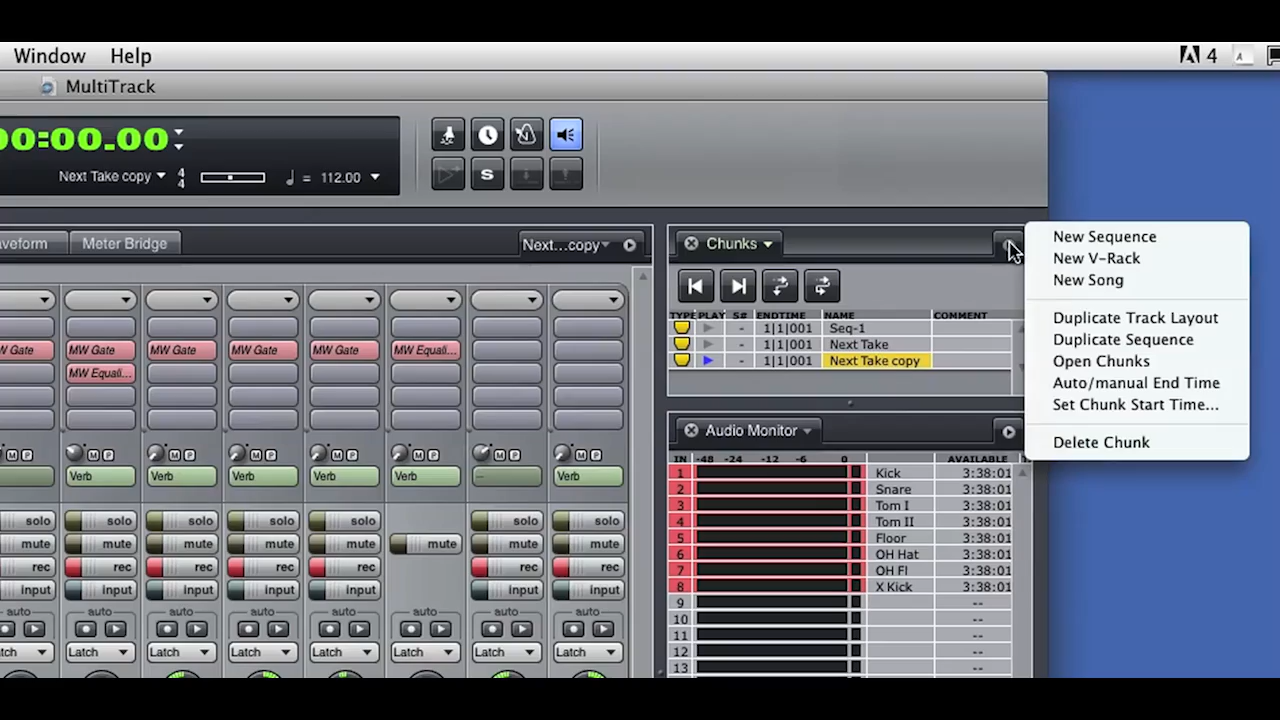 Window Help
4
MultiTrack
00:00.00
Next Take copy 4 4 = 112.00
S
Waveform Meter Bridge Next...copy
Chunks
TYPE PLAY S# ENDTIME NAME COMMENT
- 1|1|001 Seq-1
- 1|1|001 Next Take
- 1|1|001 Next Take copy
New Sequence
New V-Rack
New Song
Duplicate Track Layout
Duplicate Sequence
Open Chunks
Auto/manual End Time
Set Chunk Start Time...
Delete Chunk
MW Gate MW Gate MW Gate MW Gate MW Gate MW Equali...
MW Equali...
M P M P M P M P M P M P M P M P
Verb Verb Verb Verb Verb - Verb
solo solo solo solo solo solo solo
mute mute mute mute mute mute mute mute
rec rec rec rec rec rec rec
input input input input input input input
auto auto auto auto auto auto auto auto
Latch Latch Latch Latch Latch Latch Latch Latch
Audio Monitor
IN -48 -24 -12 -6 0 AVAILABLE
1 Kick 3:38:01
2 Snare 3:38:01
3 Tom I 3:38:01
4 Tom II 3:38:01
5 Floor 3:38:01
6 OH Hat 3:38:01
7 OH Fl 3:38:01
8 X Kick 3:38:01
9 --
10 --
11 --
12 --
13 --